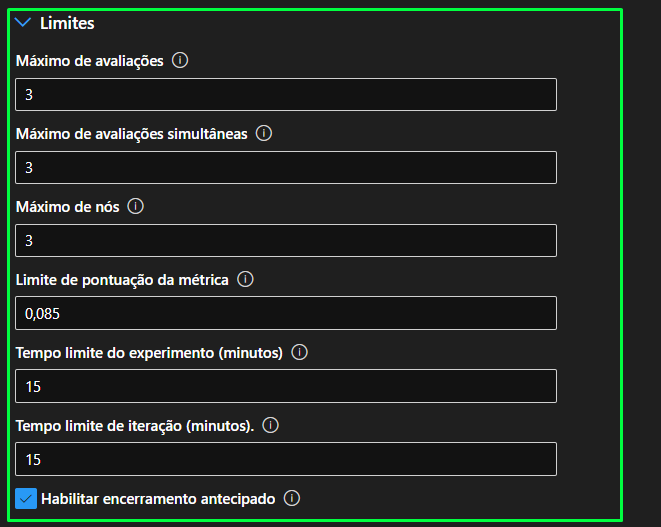 Limites
Máximo de avaliações
3
Máximo de avaliações simultâneas
3
Máximo de nós
3
Limite de pontuação da métrica
0,085
Tempo limite do experimento (minutos)
15
Tempo limite de iteração (minutos).
15
Habilitar encerramento antecipado